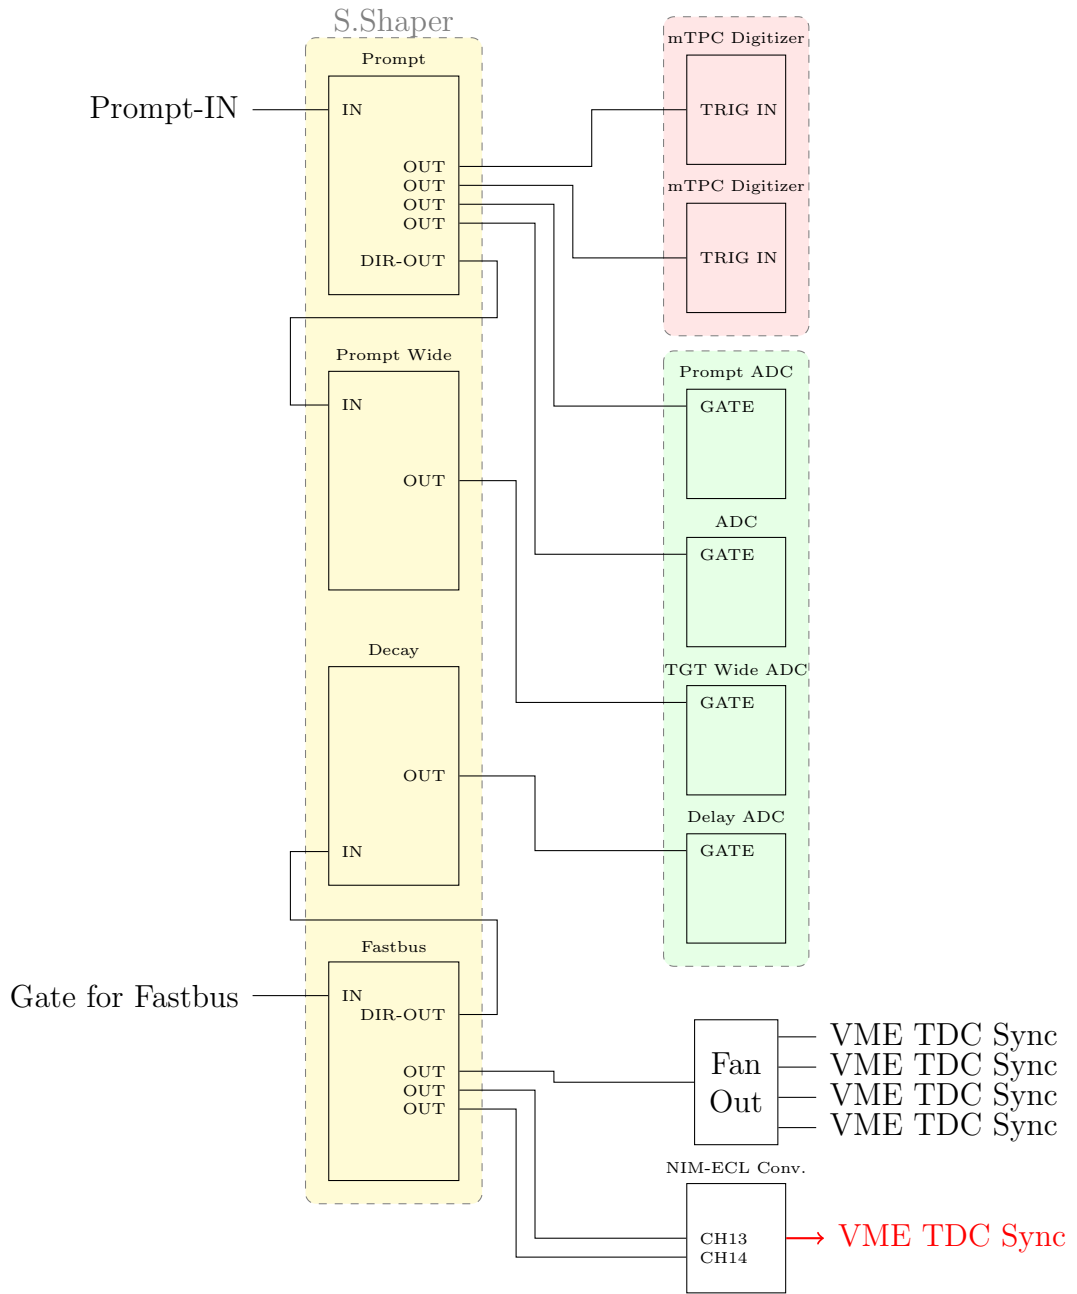 S.Shaper
Prompt
Prompt-IN
IN
OUT
OUT
OUT
OUT
DIR-OUT
Prompt Wide
IN
OUT
Decay
OUT
IN
Fastbus
Gate for Fastbus
IN
DIR-OUT
OUT
OUT
OUT
mTPC Digitizer
TRIG IN
mTPC Digitizer
TRIG IN
Prompt ADC
GATE
ADC
GATE
TGT Wide ADC
GATE
Delay ADC
GATE
Fan
Out
VME TDC Sync
VME TDC Sync
VME TDC Sync
VME TDC Sync
NIM-ECL Conv.
CH13
CH14
VME TDC Sync